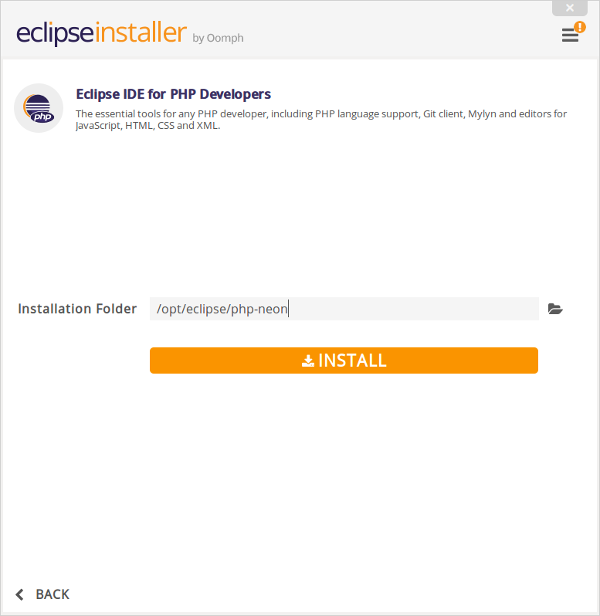 eclipseinstaller by Oomph
!
Eclipse IDE for PHP Developers
The essential tools for any PHP developer, including PHP language support, Git client, Mylyn and editors for
JavaScript, HTML, CSS and XML.
php
Installation Folder /opt/eclipse/php-neon
INSTALL
BACK